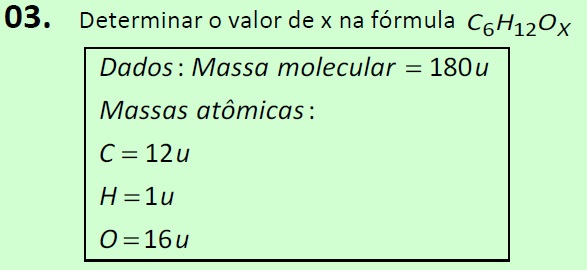 03. Determinar o valor de x na fórmula C₆H₁₂Oₓ
Dados: Massa molecular = 180u
Massas atômicas:
C = 12u
H = 1u
O = 16u